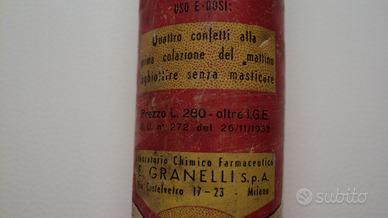 USO E DOSI:
Quattro confetti alla
prima colazione del mattino
inghiottire senza masticare
Prezzo L. 280 - oltre I.G.E.
G.U. n° 272 del 26/11/1952
Laboratorio Chimico Farmaceutico
E. GRANELLI S.p.A.
Via Castelvetro 17-23 - Milano
subito